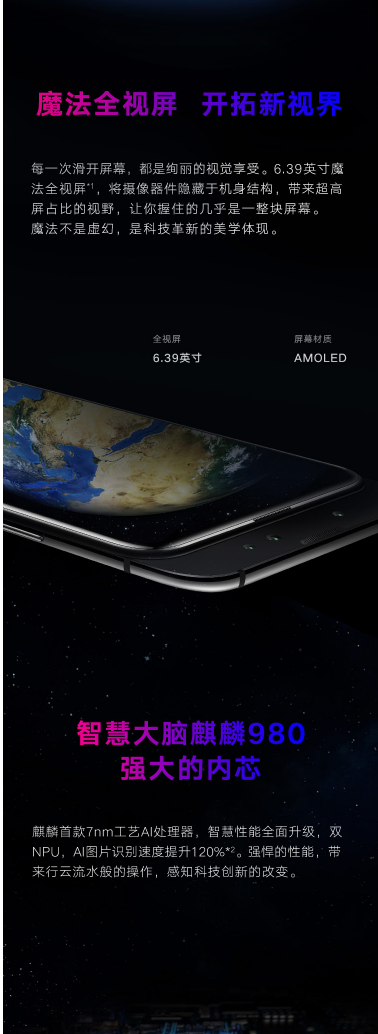 魔法全视屏 开拓新视界
每一次滑开屏幕，都是绚丽的视觉享受。6.39英寸魔
法全视屏*1，将摄像器件隐藏于机身结构，带来超高
屏占比的视野，让你握住的几乎是一整块屏幕。
魔法不是虚幻，是科技革新的美学体现。
全视屏 屏幕材质
6.39英寸 AMOLED
智慧大脑麒麟980
强大的内芯
麒麟首款7nm工艺AI处理器，智慧性能全面升级，双
NPU，AI图片识别速度提升120%*2。强悍的性能，带
来行云流水般的操作，感知科技创新的改变。